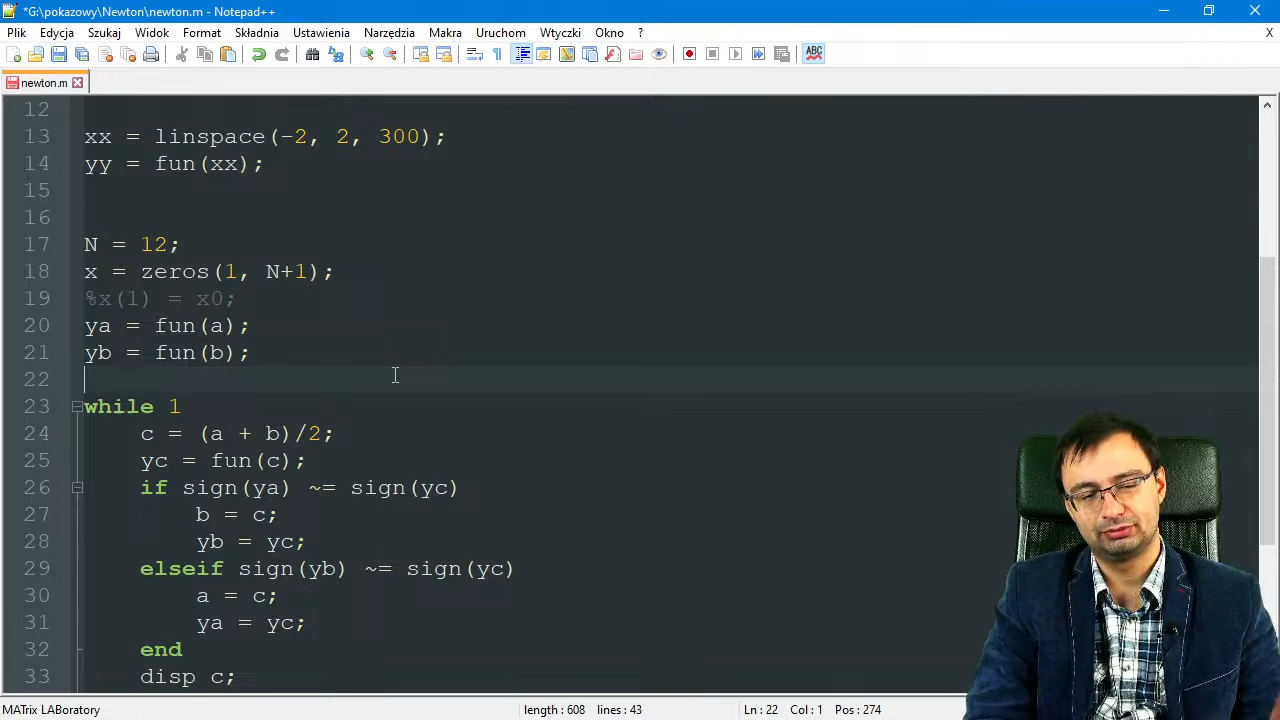 *G:\pokazowy\Newton\newton.m - Notepad++
Plik Edycja Szukaj Widok Format Składnia Ustawienia Narzędzia Makra Uruchom Wtyczki Okno ? X
ABC
newton.m
12
13 xx = linspace(-2, 2, 300);
14 yy = fun(xx);
15
16
17 N = 12;
18 x = zeros(1, N+1);
19 %x(1) = x0;
20 ya = fun(a);
21 yb = fun(b);
22
23 while 1
24 c = (a + b)/2;
25 yc = fun(c);
26 if sign(ya) ~= sign(yc)
27 b = c;
28 yb = yc;
29 elseif sign(yb) ~= sign(yc)
30 a = c;
31 ya = yc;
32 end
33 disp c;
MATrix LABoratory length : 608 lines : 43 Ln : 22 Col : 1 Pos : 274